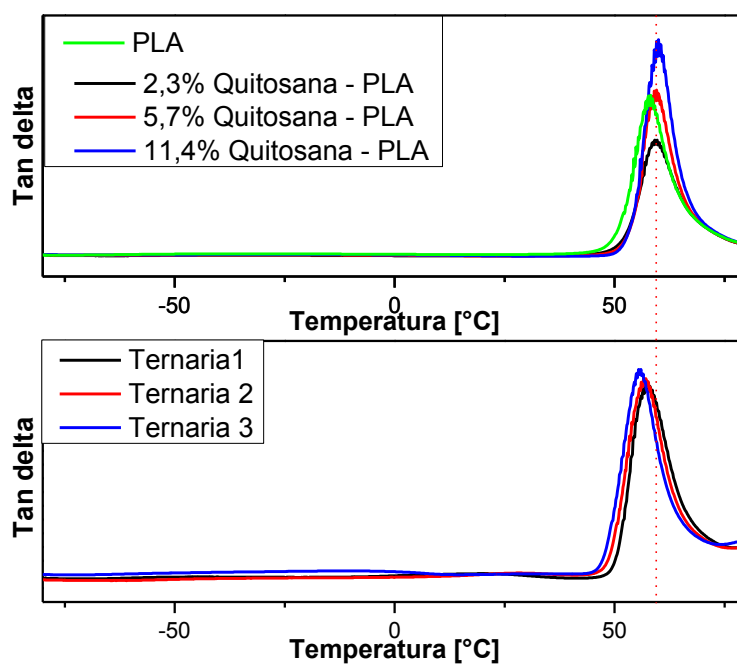 Tan delta
PLA
2,3% Quitosana - PLA
5,7% Quitosana - PLA
11,4% Quitosana - PLA
-50 0 50
Temperatura [°C]
Tan delta
Ternaria1
Ternaria 2
Ternaria 3
-50 0 50
Temperatura [°C]